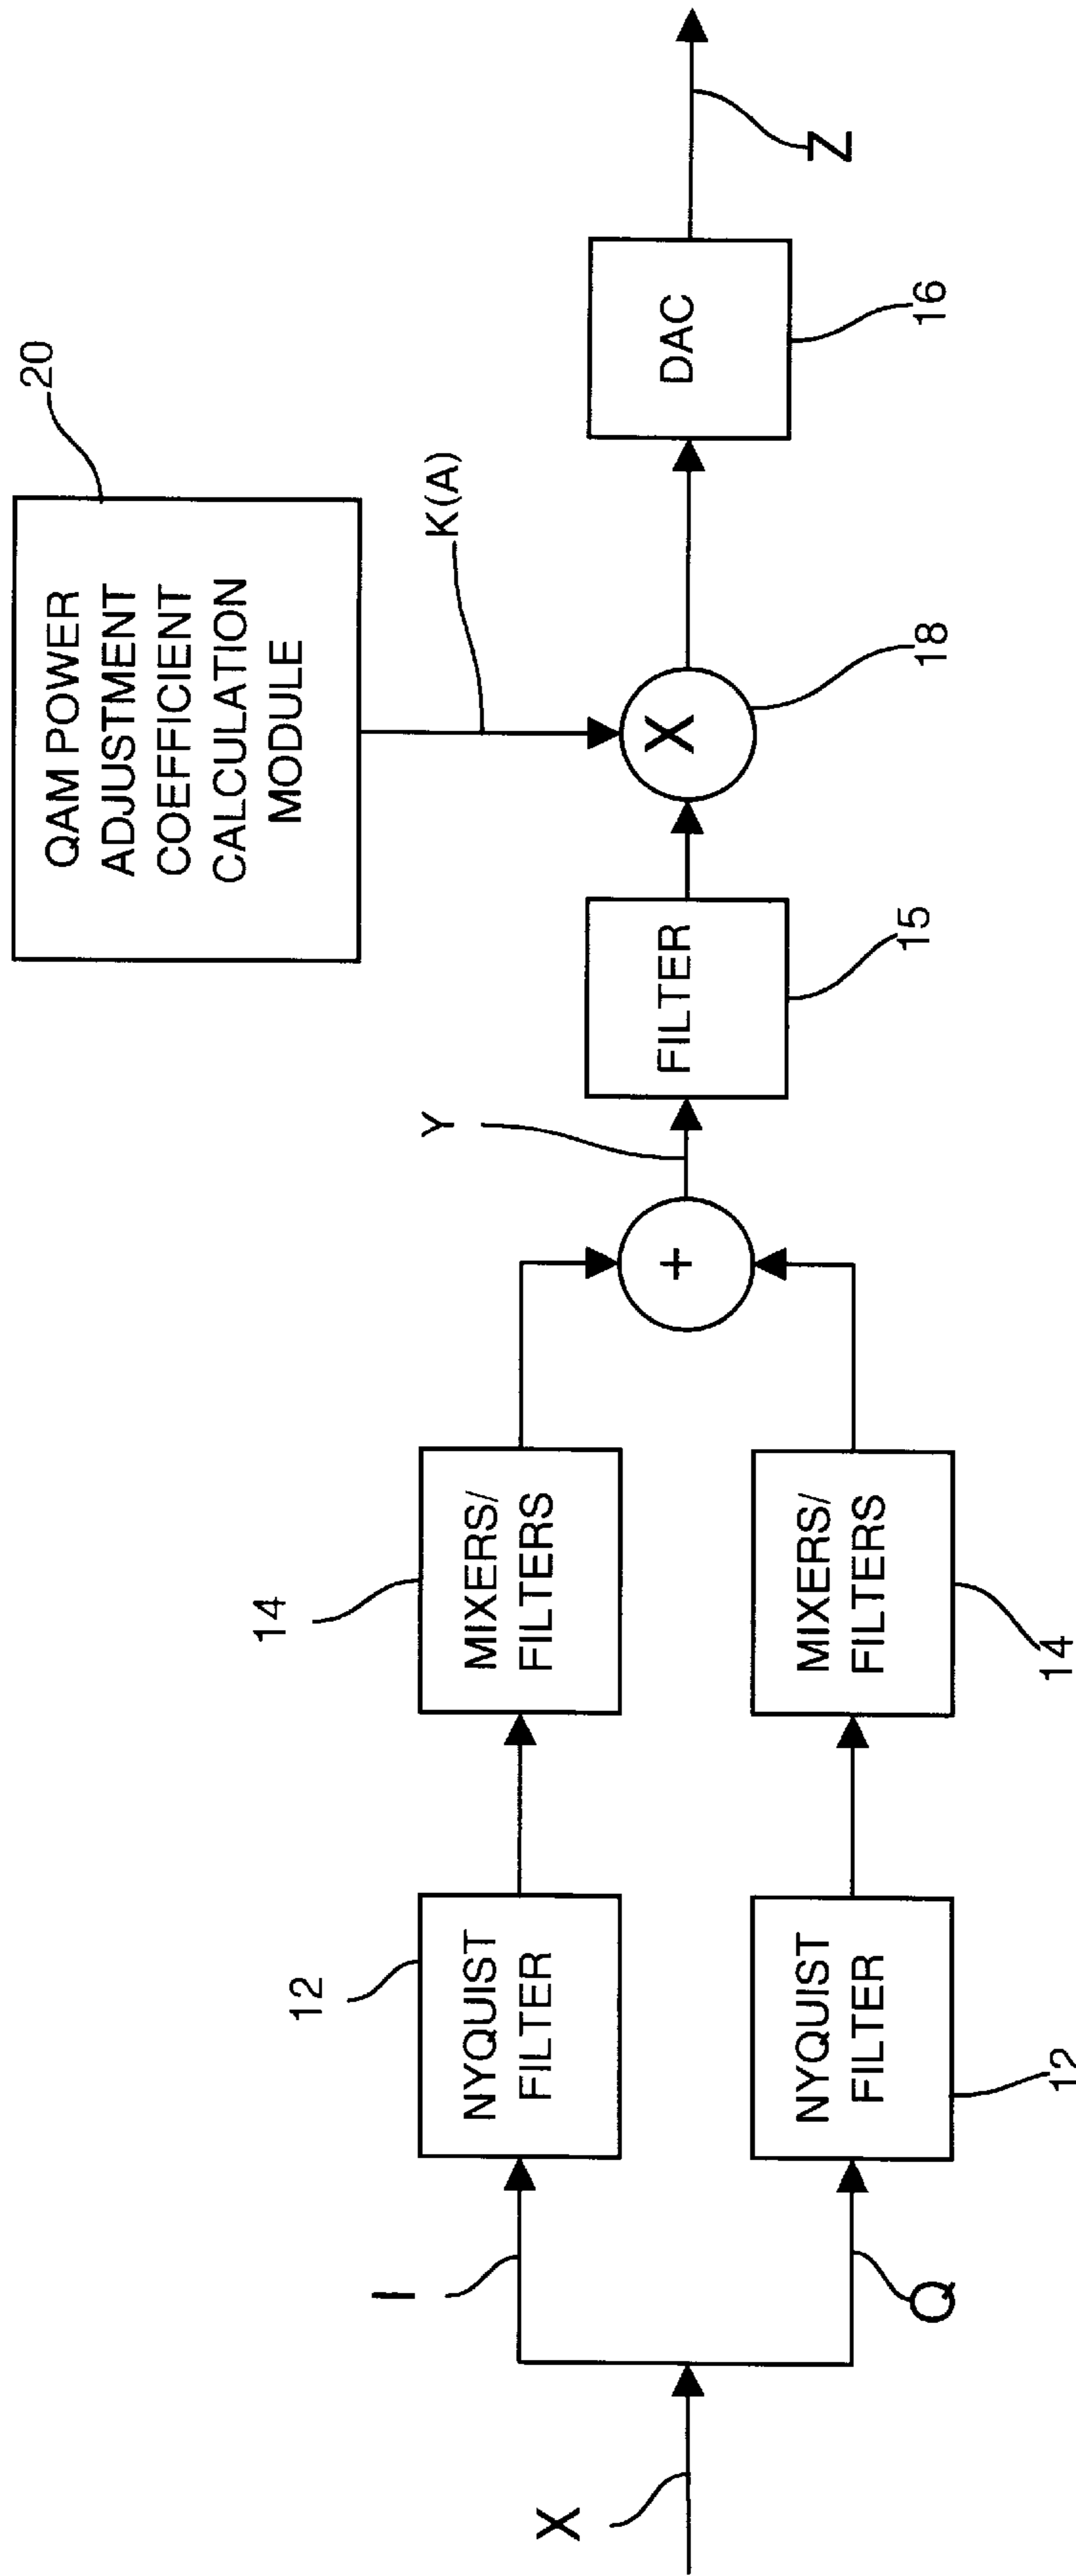 QAM POWER
ADJUSTMENT
COEFFICIENT
CALCULATION
MODULE
20
K(A)
X
I
Q
12
NYQUIST
FILTER
14
MIXERS/
FILTERS
NYQUIST
FILTER
12
MIXERS/
FILTERS
14
+
Y
FILTER
15
X
18
DAC
16
Z